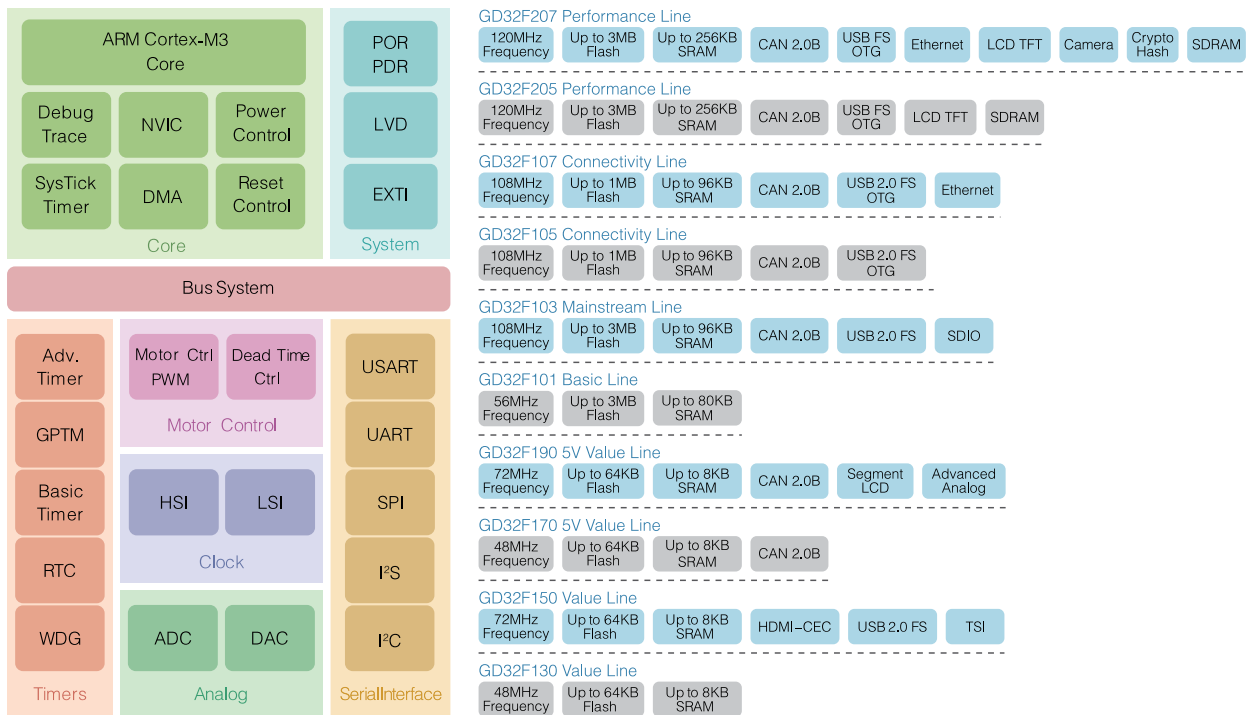 ARM Cortex-M3
Core
Debug
Trace
NVIC
Power
Control
SysTick
Timer
DMA
Reset
Control
Core
POR
PDR
LVD
EXTI
System
Bus System
Adv.
Timer
GPTM
Basic
Timer
RTC
WDG
Timers
Motor Ctrl
PWM
Dead Time
Ctrl
Motor Control
HSI
LSI
Clock
ADC
DAC
Analog
USART
UART
SPI
I²S
I²C
SerialInterface
GD32F207 Performance Line
120MHz
Frequency
Up to 3MB
Flash
Up to 256KB
SRAM
CAN 2.0B
USB FS
OTG
Ethernet
LCD TFT
Camera
Crypto
Hash
SDRAM
GD32F205 Performance Line
120MHz
Frequency
Up to 3MB
Flash
Up to 256KB
SRAM
CAN 2.0B
USB FS
OTG
LCD TFT
SDRAM
GD32F107 Connectivity Line
108MHz
Frequency
Up to 1MB
Flash
Up to 96KB
SRAM
CAN 2.0B
USB 2.0 FS
OTG
Ethernet
GD32F105 Connectivity Line
108MHz
Frequency
Up to 1MB
Flash
Up to 96KB
SRAM
CAN 2.0B
USB 2.0 FS
OTG
GD32F103 Mainstream Line
108MHz
Frequency
Up to 3MB
Flash
Up to 96KB
SRAM
CAN 2.0B
USB 2.0 FS
SDIO
GD32F101 Basic Line
56MHz
Frequency
Up to 3MB
Flash
Up to 80KB
SRAM
GD32F190 5V Value Line
72MHz
Frequency
Up to 64KB
Flash
Up to 8KB
SRAM
CAN 2.0B
Segment
LCD
Advanced
Analog
GD32F170 5V Value Line
48MHz
Frequency
Up to 64KB
Flash
Up to 8KB
SRAM
CAN 2.0B
GD32F150 Value Line
72MHz
Frequency
Up to 64KB
Flash
Up to 8KB
SRAM
HDMI-CEC
USB 2.0 FS
TSI
GD32F130 Value Line
48MHz
Frequency
Up to 64KB
Flash
Up to 8KB
SRAM